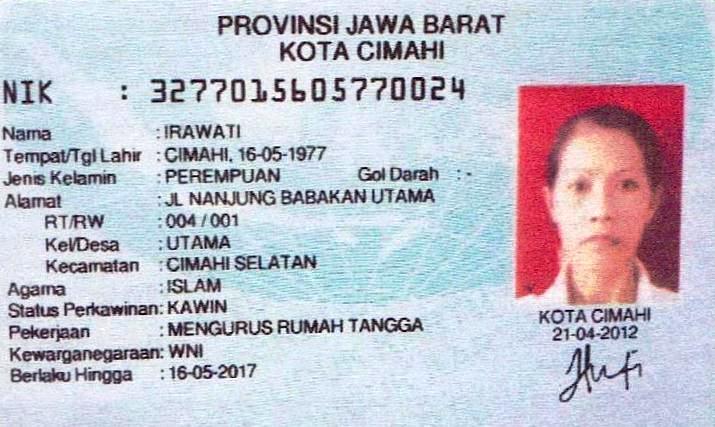 PROVINSI JAWA BARAT
KOTA CIMAHI
NIK : 3277015605770024
Nama : IRAWATI
Tempat/Tgl Lahir : CIMAHI, 16-05-1977
Jenis Kelamin : PEREMPUAN Gol Darah : -
Alamat : JL NANJUNG BABAKAN UTAMA
RT/RW : 004 / 001
Kel/Desa : UTAMA
Kecamatan : CIMAHI SELATAN
Agama : ISLAM
Status Perkawinan: KAWIN
Pekerjaan : MENGURUS RUMAH TANGGA
Kewarganegaraan: WNI
Berlaku Hingga : 16-05-2017
KOTA CIMAHI
21-04-2012